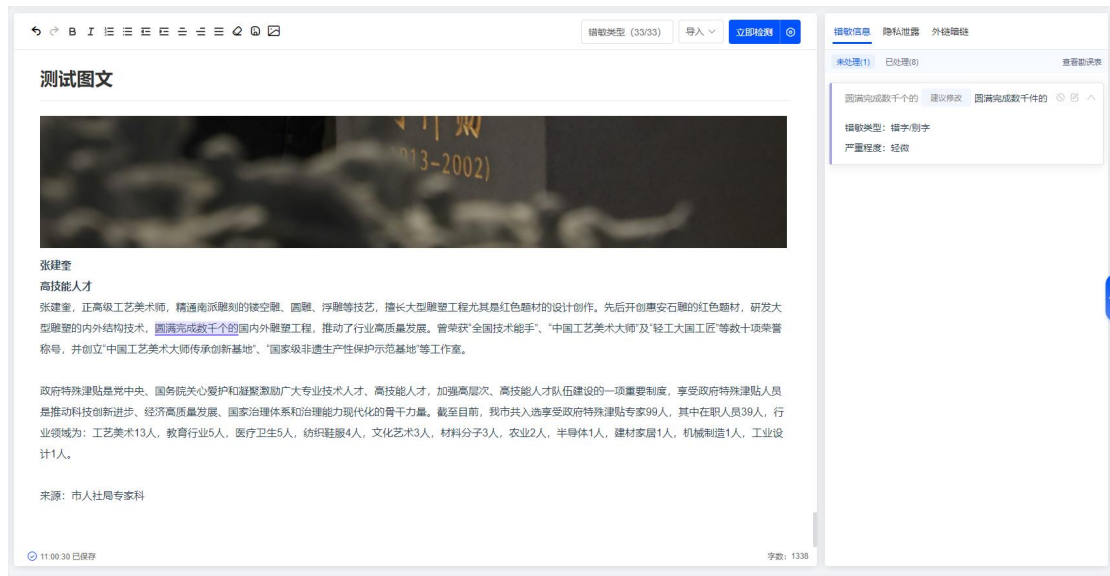 错敏类型 (33/33)
导入
立即检测
测试图文
13-2002)
张建奎
高技能人才
张建奎，正高级工艺美术师，精通南派雕刻的镂空雕、圆雕、浮雕等技艺，擅长大型雕塑工程尤其是红色题材的设计创作。先后开创惠安石雕的红色题材，研发大
型雕塑的内外结构技术，圆满完成数千个的国内外雕塑工程，推动了行业高质量发展。曾荣获“全国技术能手”、“中国工艺美术大师”及“轻工大国工匠”等数十项荣誉
称号，并创立“中国工艺美术大师传承创新基地”、“国家级非遗生产性保护示范基地”等工作室。
政府特殊津贴是党中央、国务院关心爱护和凝聚激励广大专业技术人才、高技能人才，加强高层次、高技能人才队伍建设的一项重要制度，享受政府特殊津贴人员
是推动科技创新进步、经济高质量发展、国家治理体系和治理能力现代化的骨干力量。截至目前，我市共入选享受政府特殊津贴专家99人，其中在职人员39人，行
业领域为：工艺美术13人，教育行业5人，医疗卫生5人，纺织鞋服4人，文化艺术3人，材料分子3人，农业2人，半导体1人，建材家居1人，机械制造1人，工业设
计1人。
来源：市人社局专家科
11:00:30 已保存
字数：1338
错敏信息 隐私泄露 外链暗链
未处理(1) 已处理(8) 查看勘误表
圆满完成数千个的 建议修改 圆满完成数千件的
错敏类型：错字/别字
严重程度：轻微